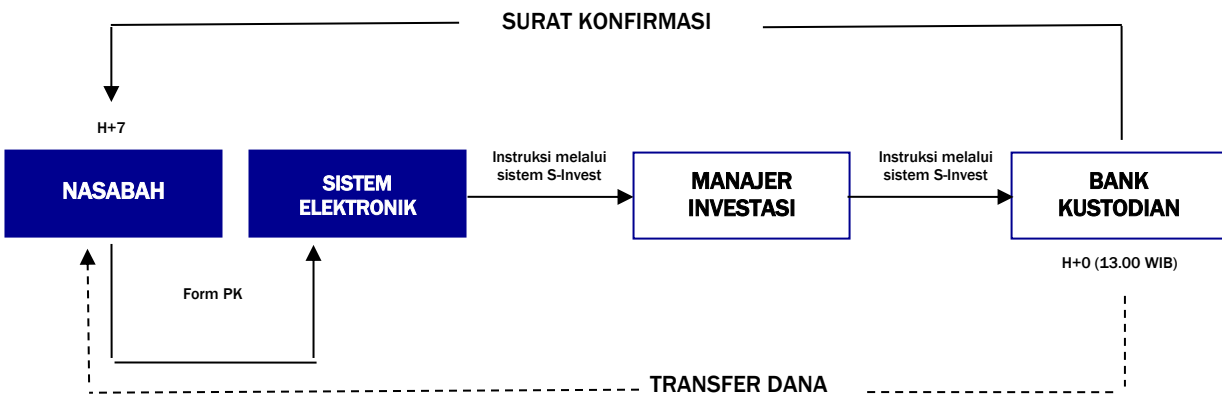 SURAT KONFIRMASI
H+7
NASABAH
SISTEM
ELEKTRONIK
Instruksi melalui
sistem S-Invest
MANAJER
INVESTASI
Instruksi melalui
sistem S-Invest
BANK
KUSTODIAN
H+0 (13.00 WIB)
Form PK
TRANSFER DANA